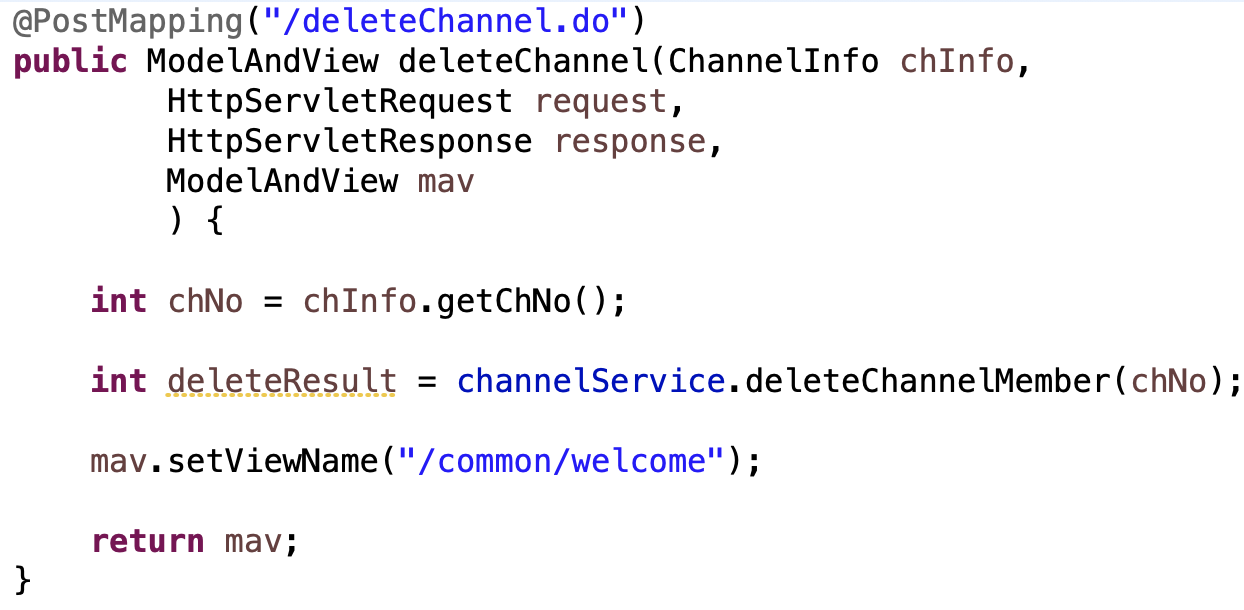 @PostMapping("/deleteChannel.do")
public ModelAndView deleteChannel(ChannelInfo chInfo,
        HttpServletRequest request,
        HttpServletResponse response,
        ModelAndView mav
        ) {
    int chNo = chInfo.getChNo();
    int deleteResult = channelService.deleteChannelMember(chNo);
    mav.setViewName("/common/welcome");
    return mav;
}